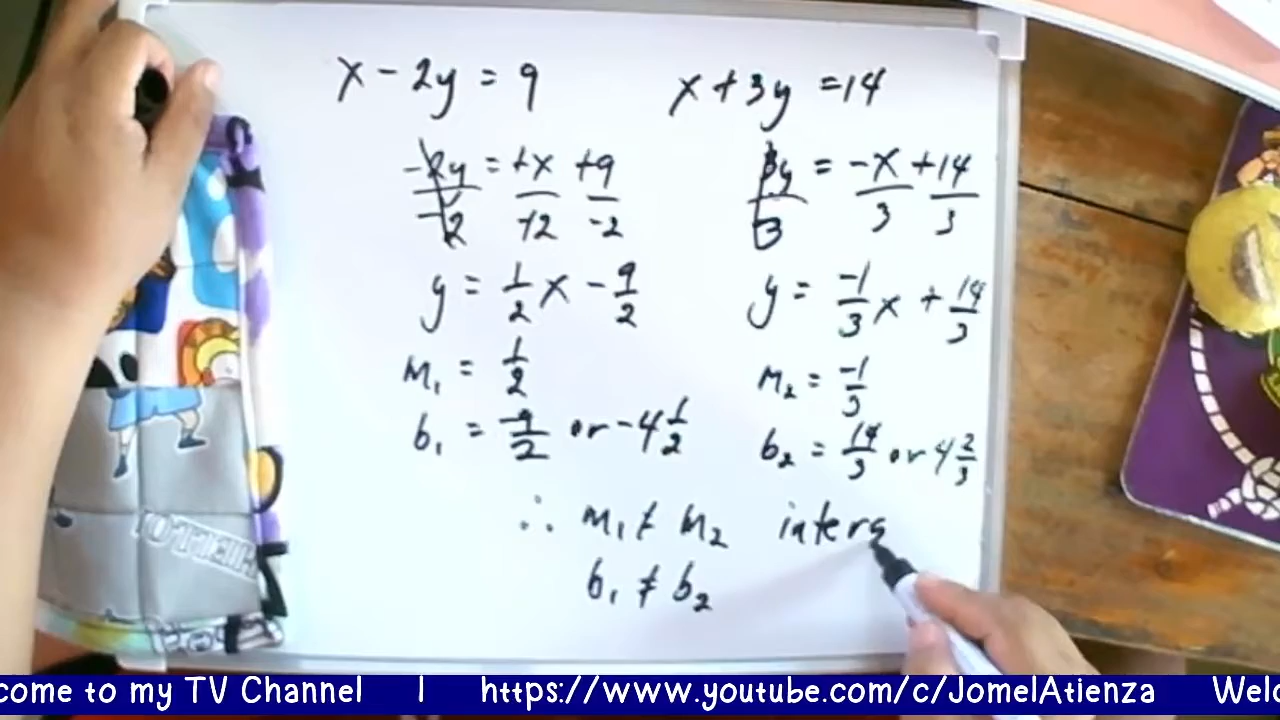 x - 2y = 9
-2y/-2 = +x/-2 +9/-2
y = 1/2 x - 9/2
m₁ = 1/2
b₁ = -9/2 or -4 1/2
x + 3y = 14
3y/3 = -x/3 +14/3
y = -1/3 x + 14/3
m₂ = -1/3
b₂ = 14/3 or 4 2/3
∴ m₁ ≠ m₂ inters
b₁ ≠ b₂
come to my TV Channel | https://www.youtube.com/c/JomelAtienza Welc